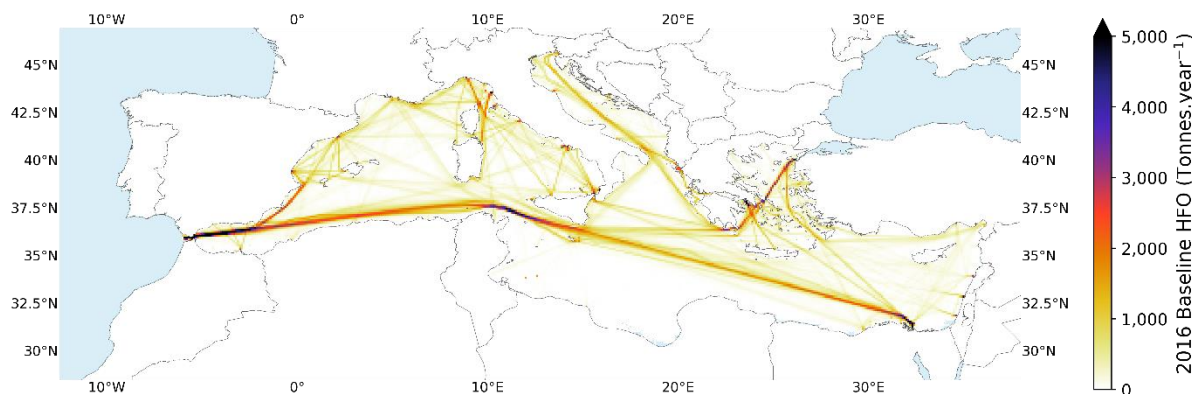 10°W 0° 10°E 20°E 30°E
45°N 45°N
42.5°N 42.5°N
40°N 40°N
37.5°N 37.5°N
35°N 35°N
32.5°N 32.5°N
30°N 30°N
10°W 0° 10°E 20°E 30°E
5,000
4,000
3,000
2,000
1,000
0
2016 Baseline HFO (Tonnes.year⁻¹)